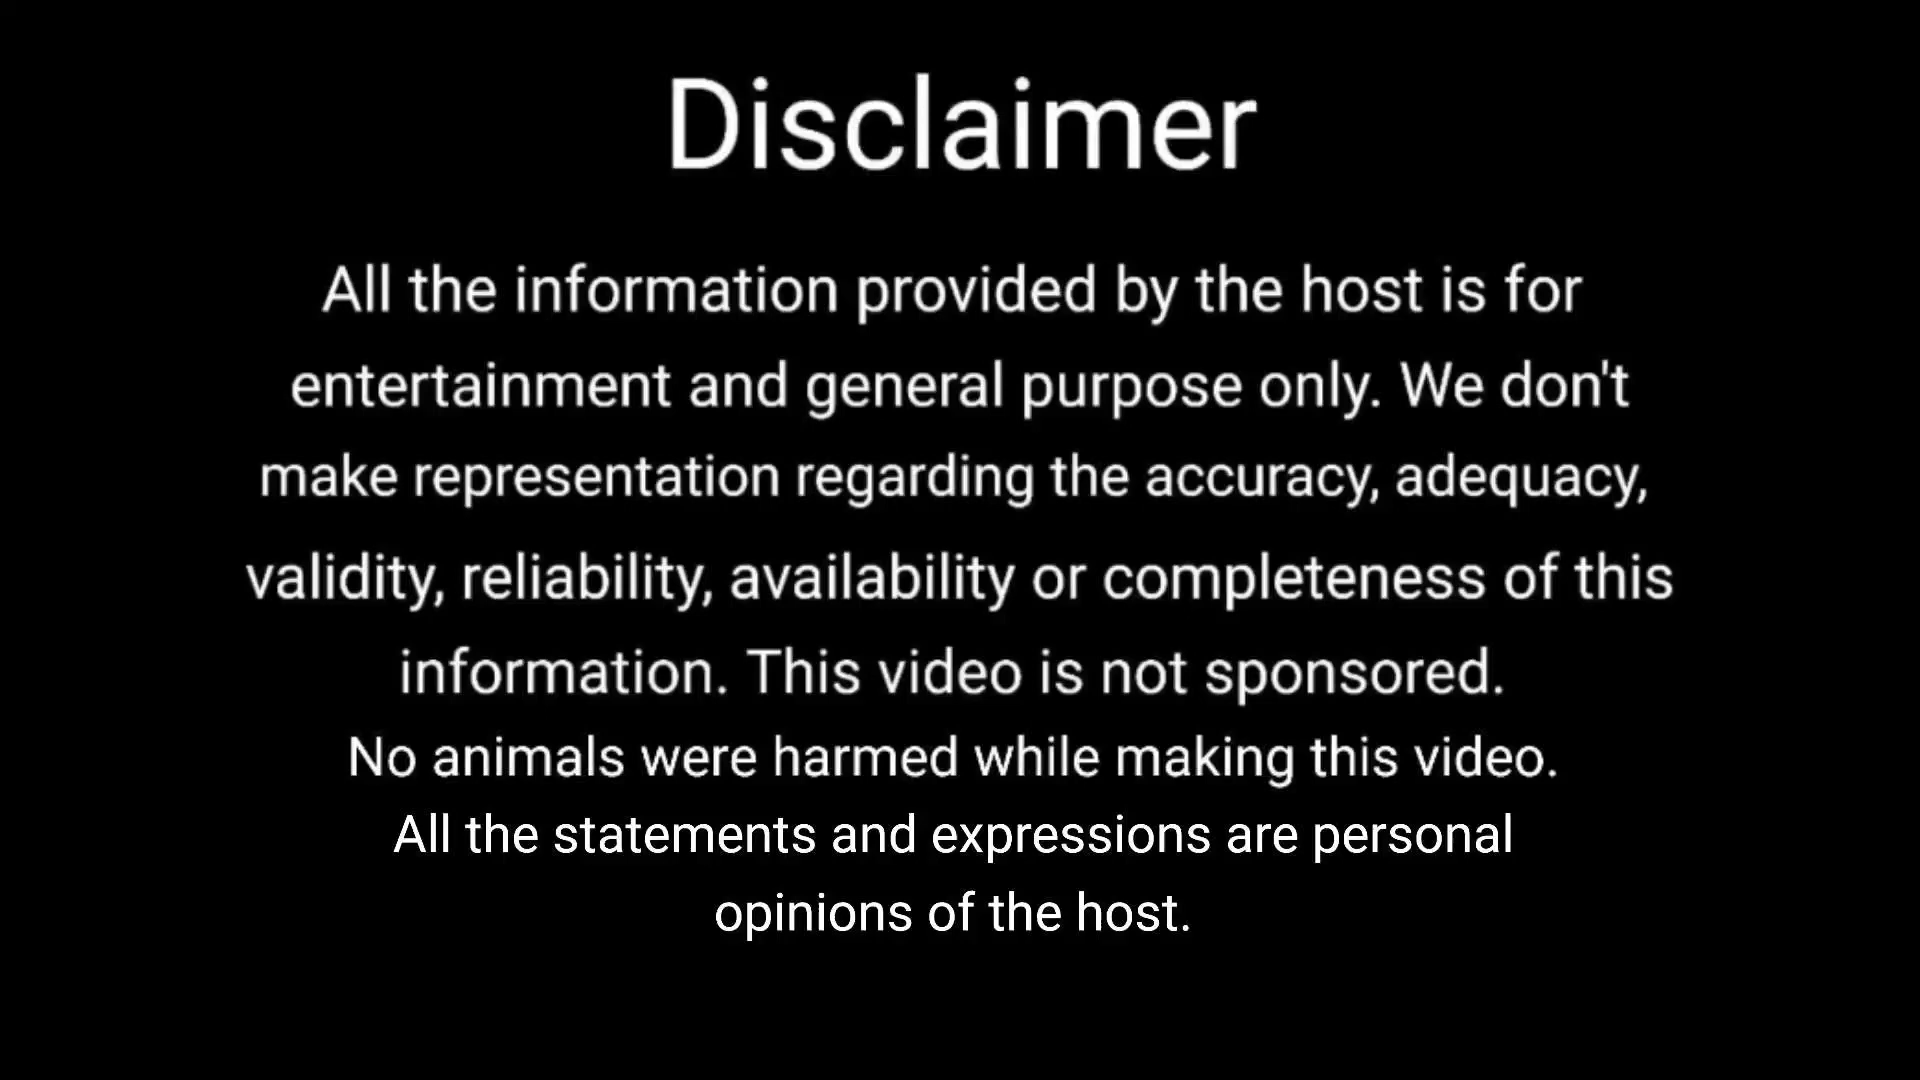 Disclaimer
All the information provided by the host is for
entertainment and general purpose only. We don't
make representation regarding the accuracy, adequacy,
validity, reliability, availability or completeness of this
information. This video is not sponsored.
No animals were harmed while making this video.
All the statements and expressions are personal
opinions of the host.